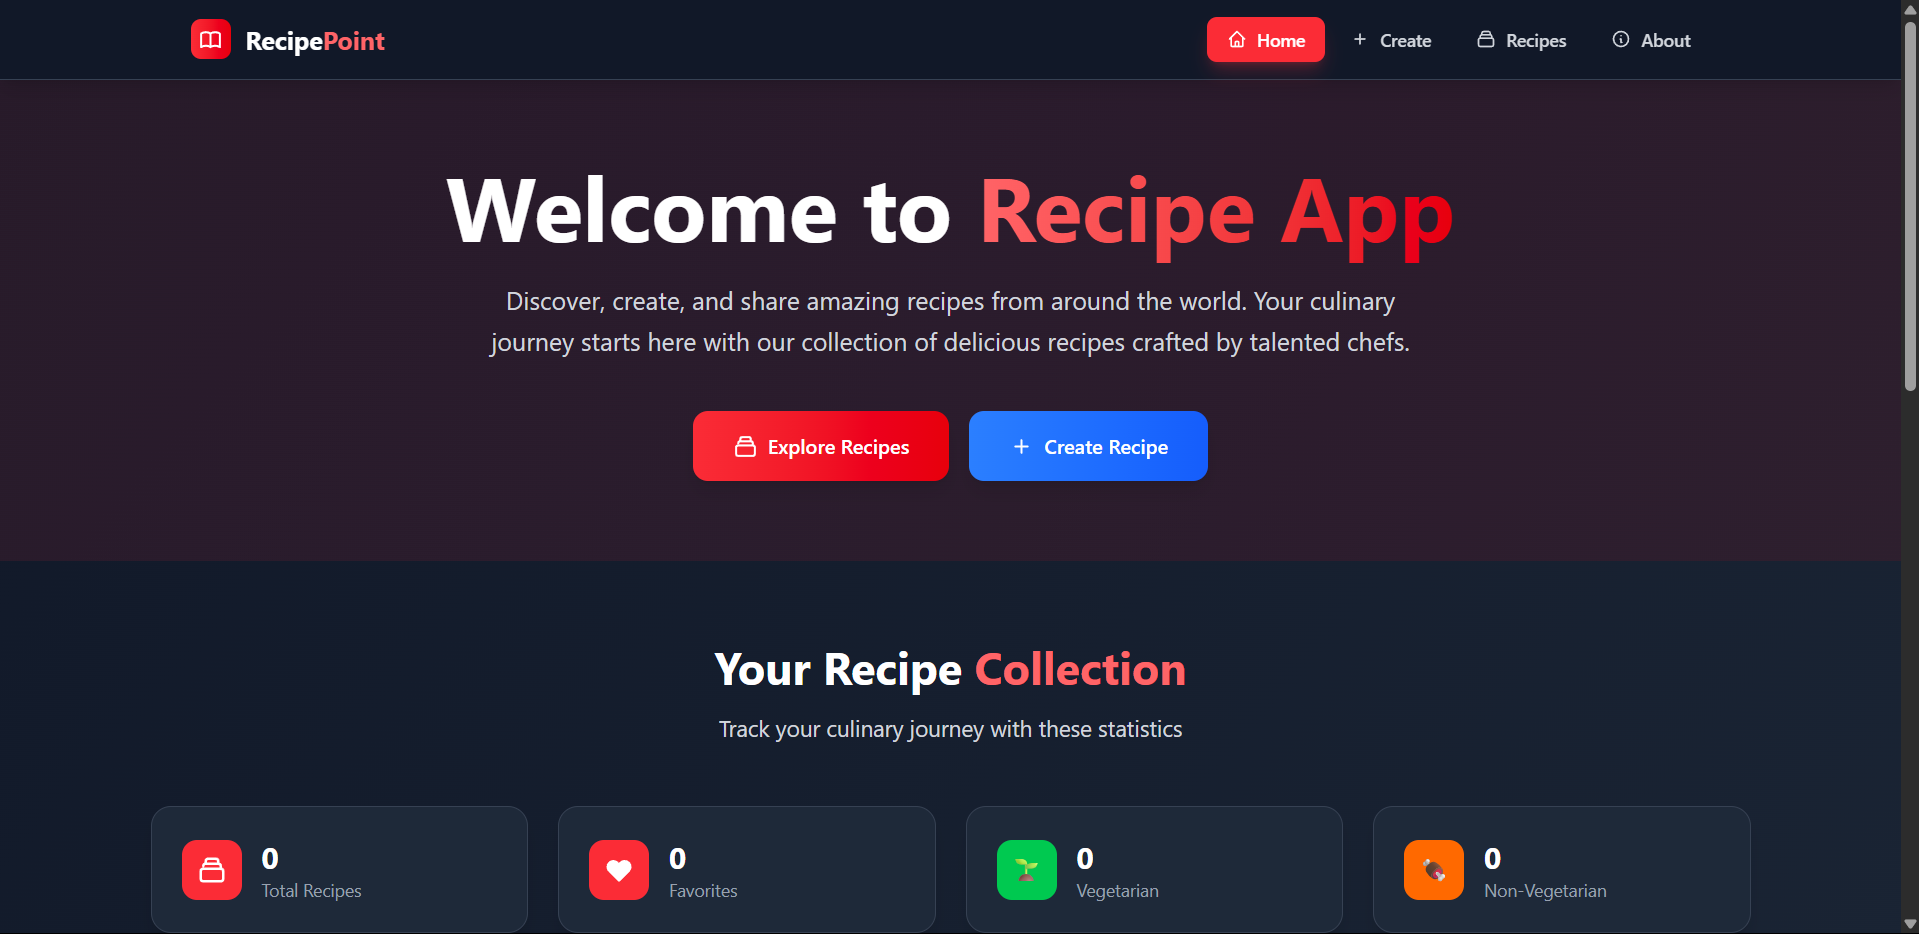 RecipePoint
Home
Create
Recipes
About
Welcome to Recipe App
Discover, create, and share amazing recipes from around the world. Your culinary
journey starts here with our collection of delicious recipes crafted by talented chefs.
Explore Recipes
Create Recipe
Your Recipe Collection
Track your culinary journey with these statistics
0
Total Recipes
0
Favorites
0
Vegetarian
0
Non-Vegetarian